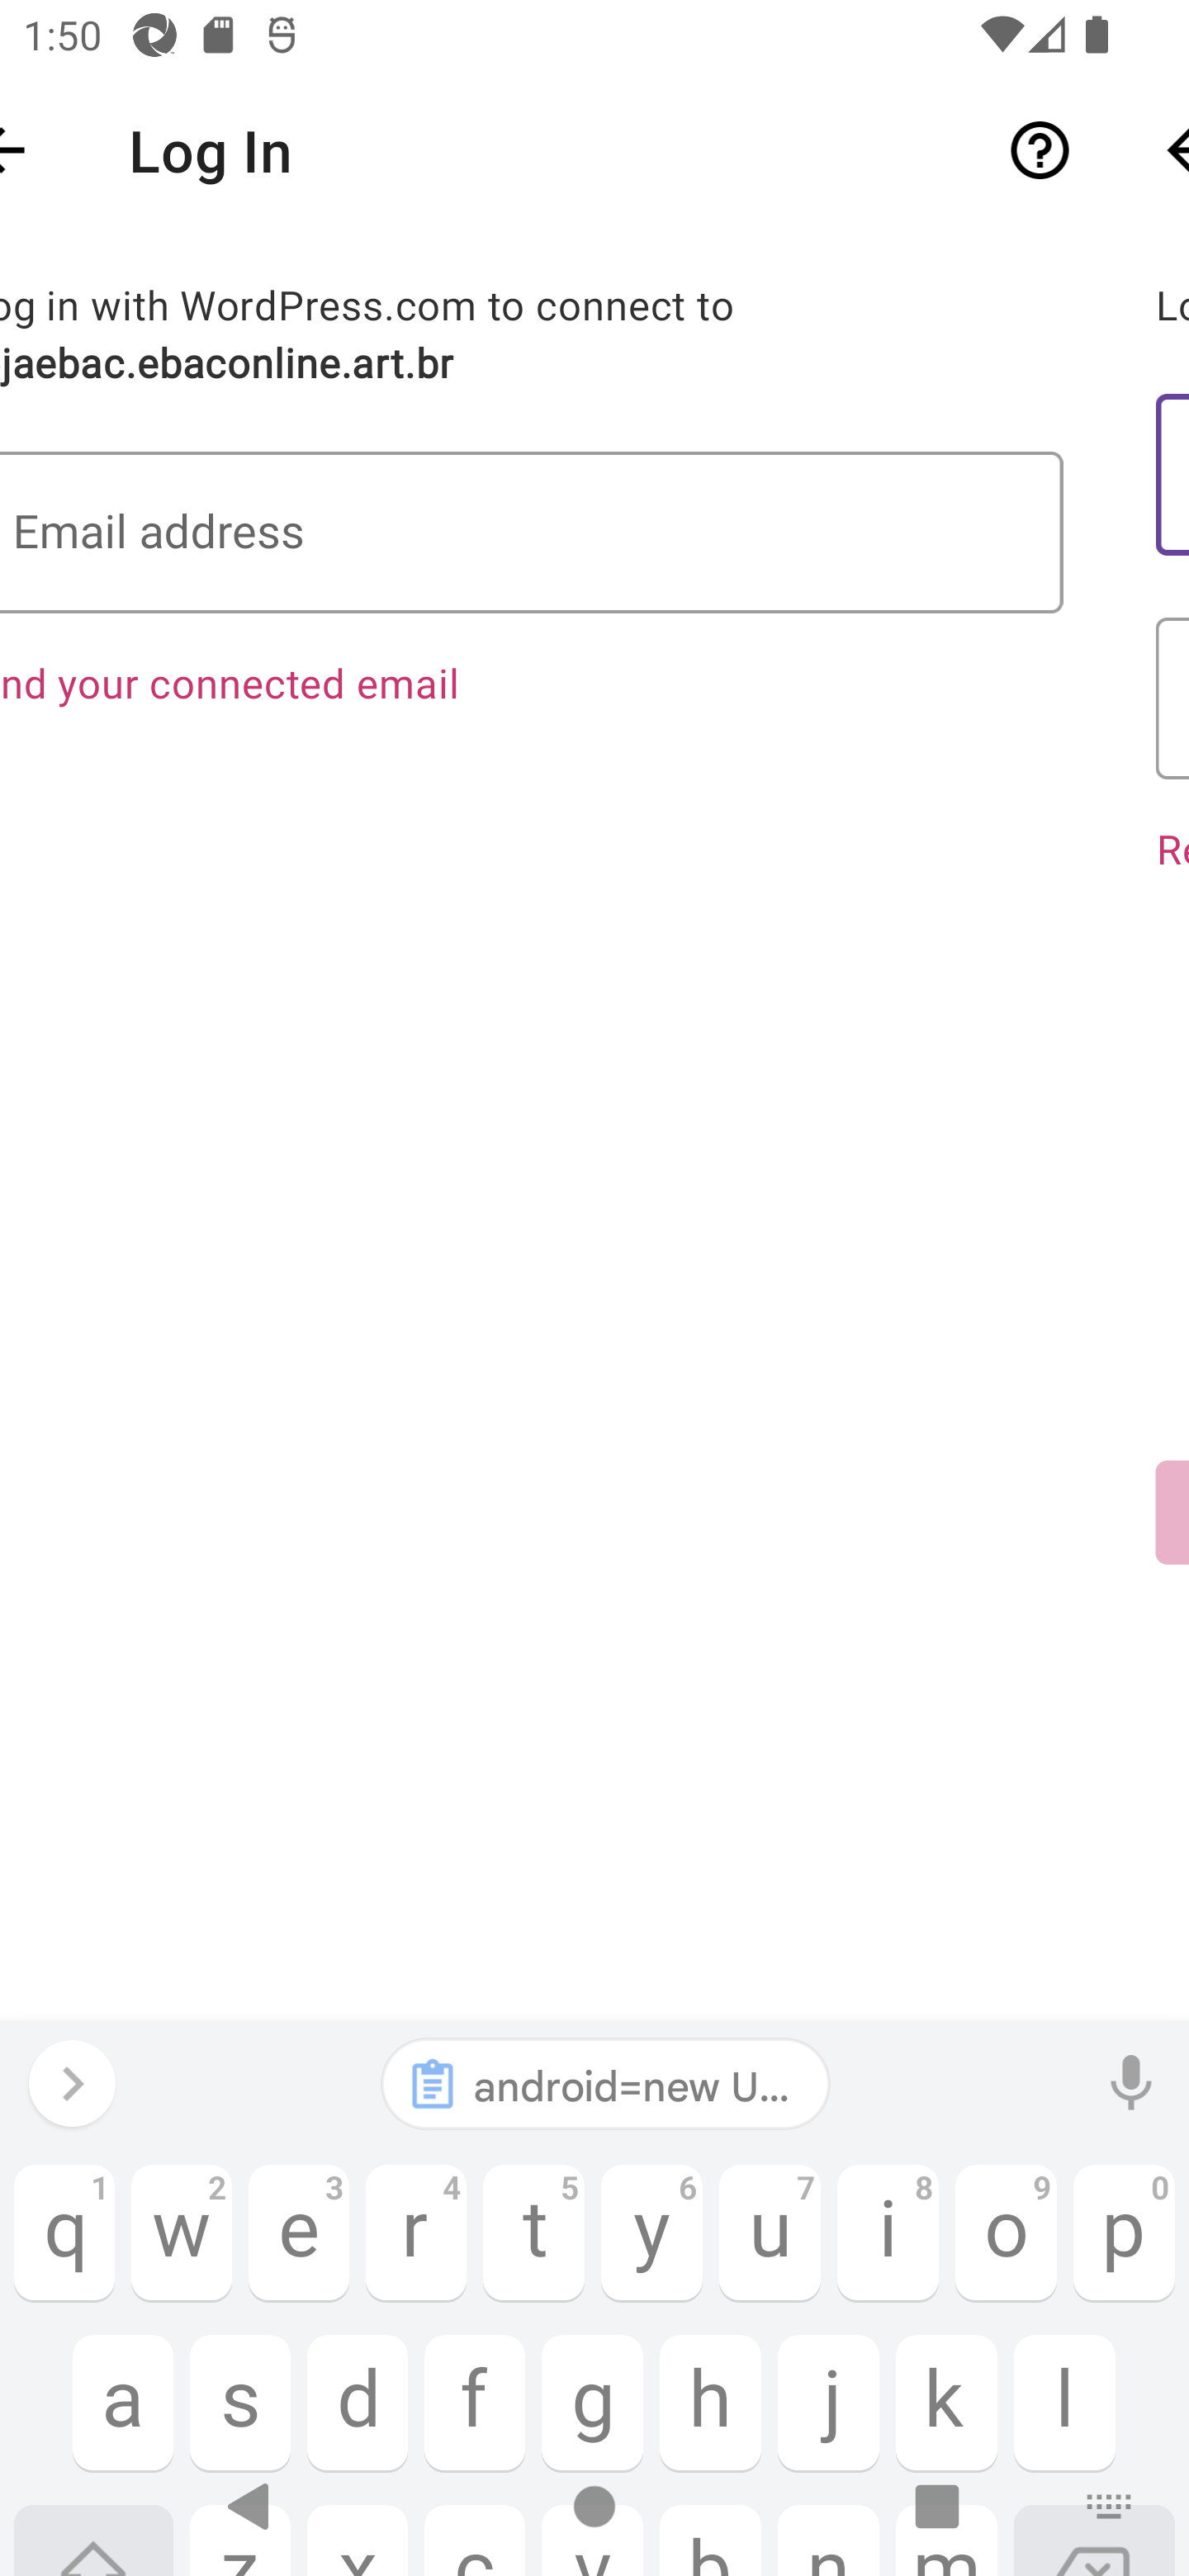 1:50
Log In
og in with WordPress.com to connect to
jaebac.ebaconline.art.br
Email address
nd your connected email
Lo
Re
android=new U...
1 2 3 4 5 6 7 8 9 0
q w e r t y u i o p
a s d f g h j k l
z x c v b n m